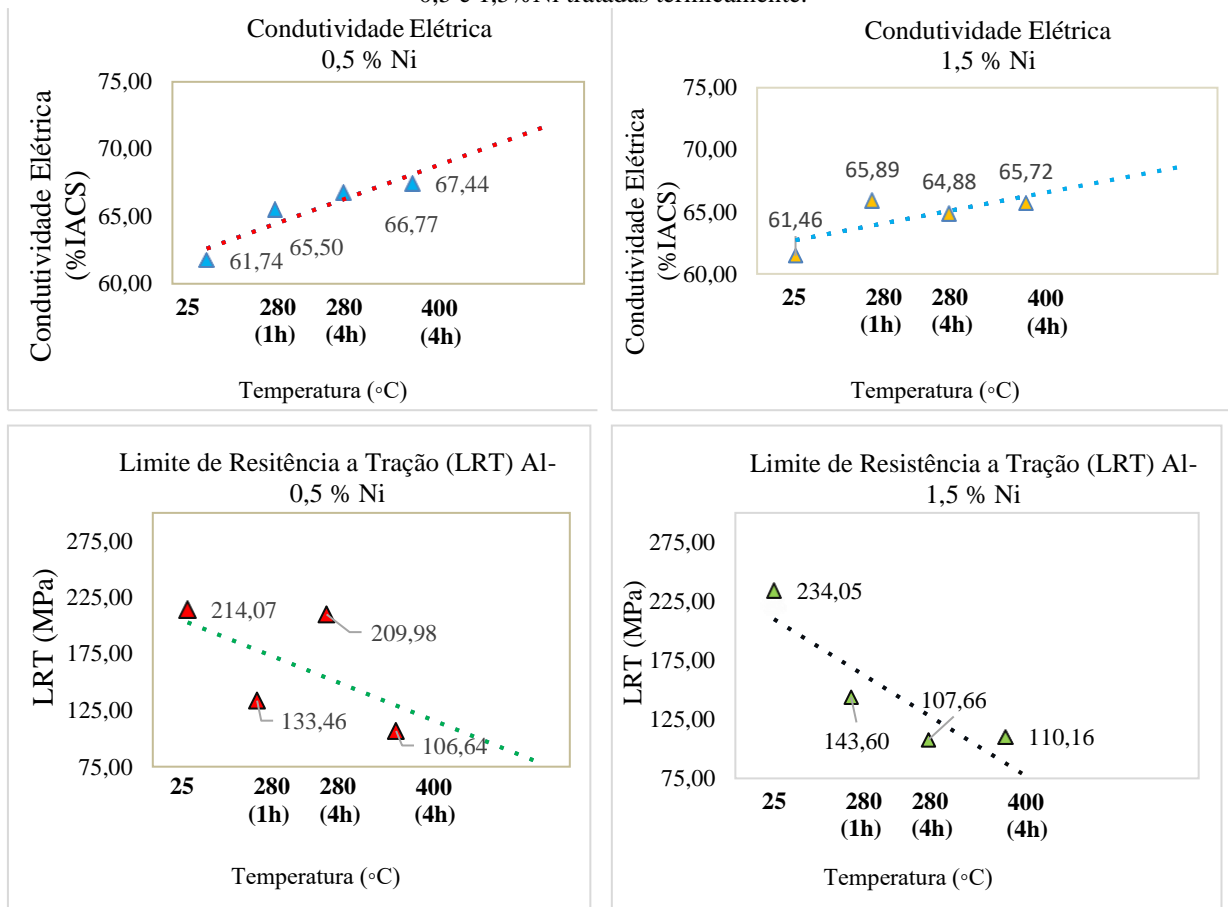 0,5 e 1,5%Ni tratadas termicamente.
Condutividade Elétrica
0,5 % Ni
Condutividade Elétrica
(%IACS)
75,00
70,00
65,00
60,00
61,74
65,50
66,77
67,44
25
280
(1h)
280
(4h)
400
(4h)
Temperatura (◦C)
Condutividade Elétrica
1,5 % Ni
Condutividade Elétrica
(%IACS)
75,00
70,00
65,00
60,00
61,46
65,89
64,88
65,72
25
280
(1h)
280
(4h)
400
(4h)
Temperatura (◦C)
Limite de Resitência a Tração (LRT) Al-
0,5 % Ni
LRT (MPa)
275,00
225,00
175,00
125,00
75,00
214,07
133,46
209,98
106,64
25
280
(1h)
280
(4h)
400
(4h)
Temperatura (◦C)
Limite de Resistência a Tração (LRT) Al-
1,5 % Ni
LRT (MPa)
275,00
225,00
175,00
125,00
75,00
234,05
143,60
107,66
110,16
25
280
(1h)
280
(4h)
400
(4h)
Temperatura (◦C)